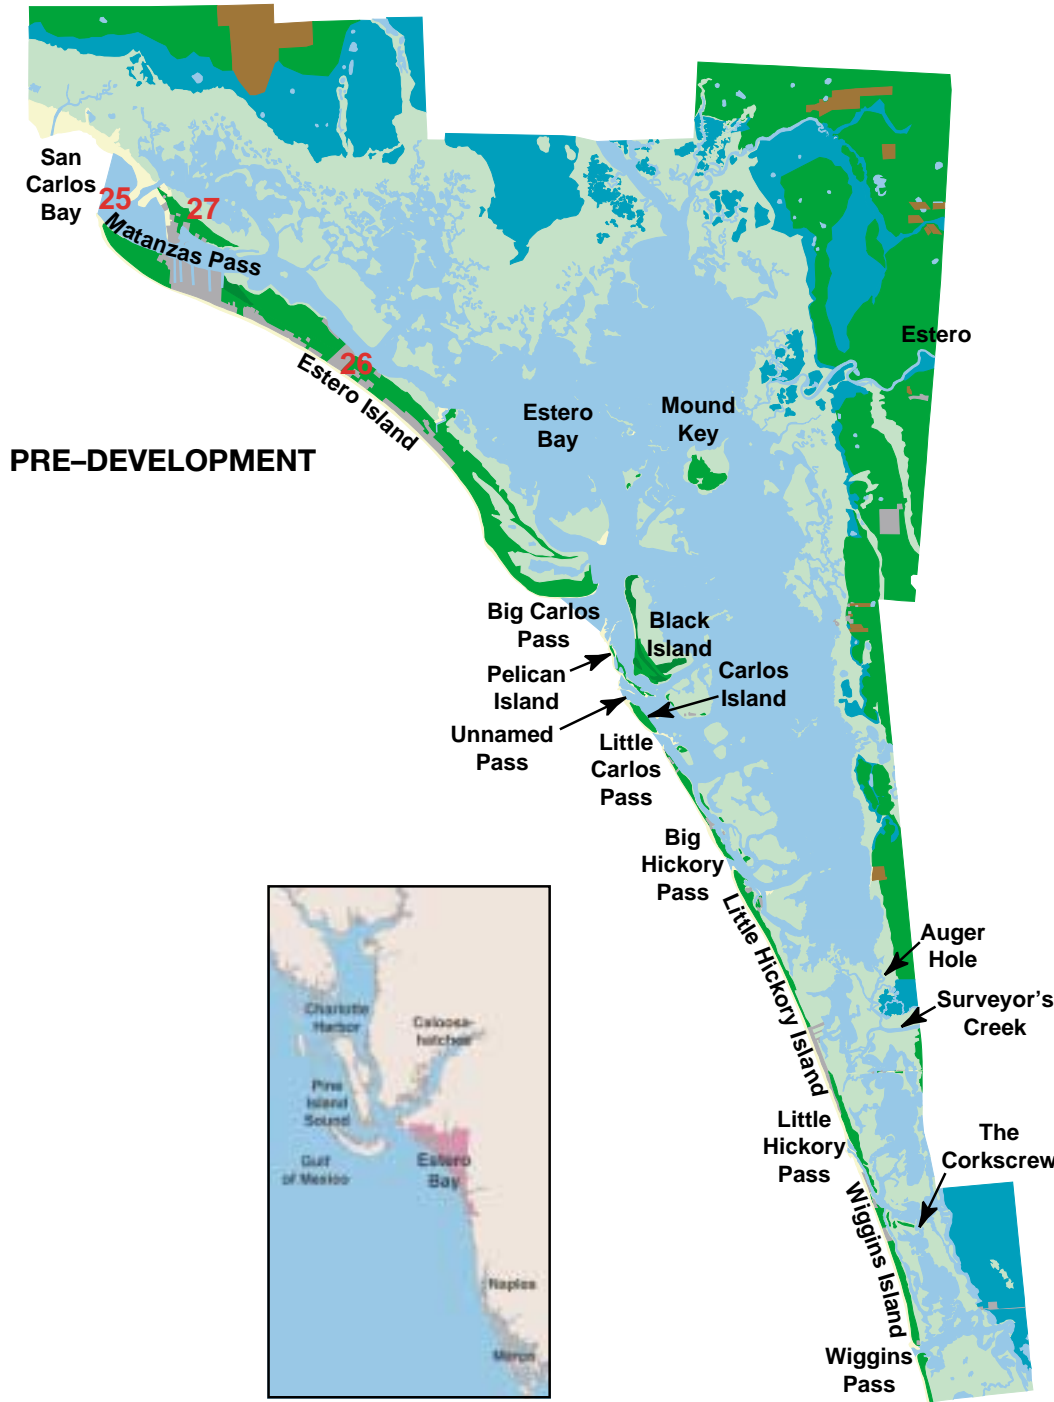 San
Carlos
Bay
25
27
Matanzas Pass
26
Estero Island
Estero
Estero
Bay
Mound
Key
PRE–DEVELOPMENT
Big Carlos
Pass
Black
Island
Pelican
Island
Carlos
Island
Unnamed
Pass
Little
Carlos
Pass
Big
Hickory
Pass
Little Hickory Island
Auger
Hole
Surveyor's
Creek
Little
Hickory
Pass
The
Corkscrew
Wiggins Island
Wiggins
Pass
Charlotte
Harbor
Caloosa-
hatchee
Pine
Island
Sound
Gulf
of Mexico
Estero
Bay
Naples
Marco